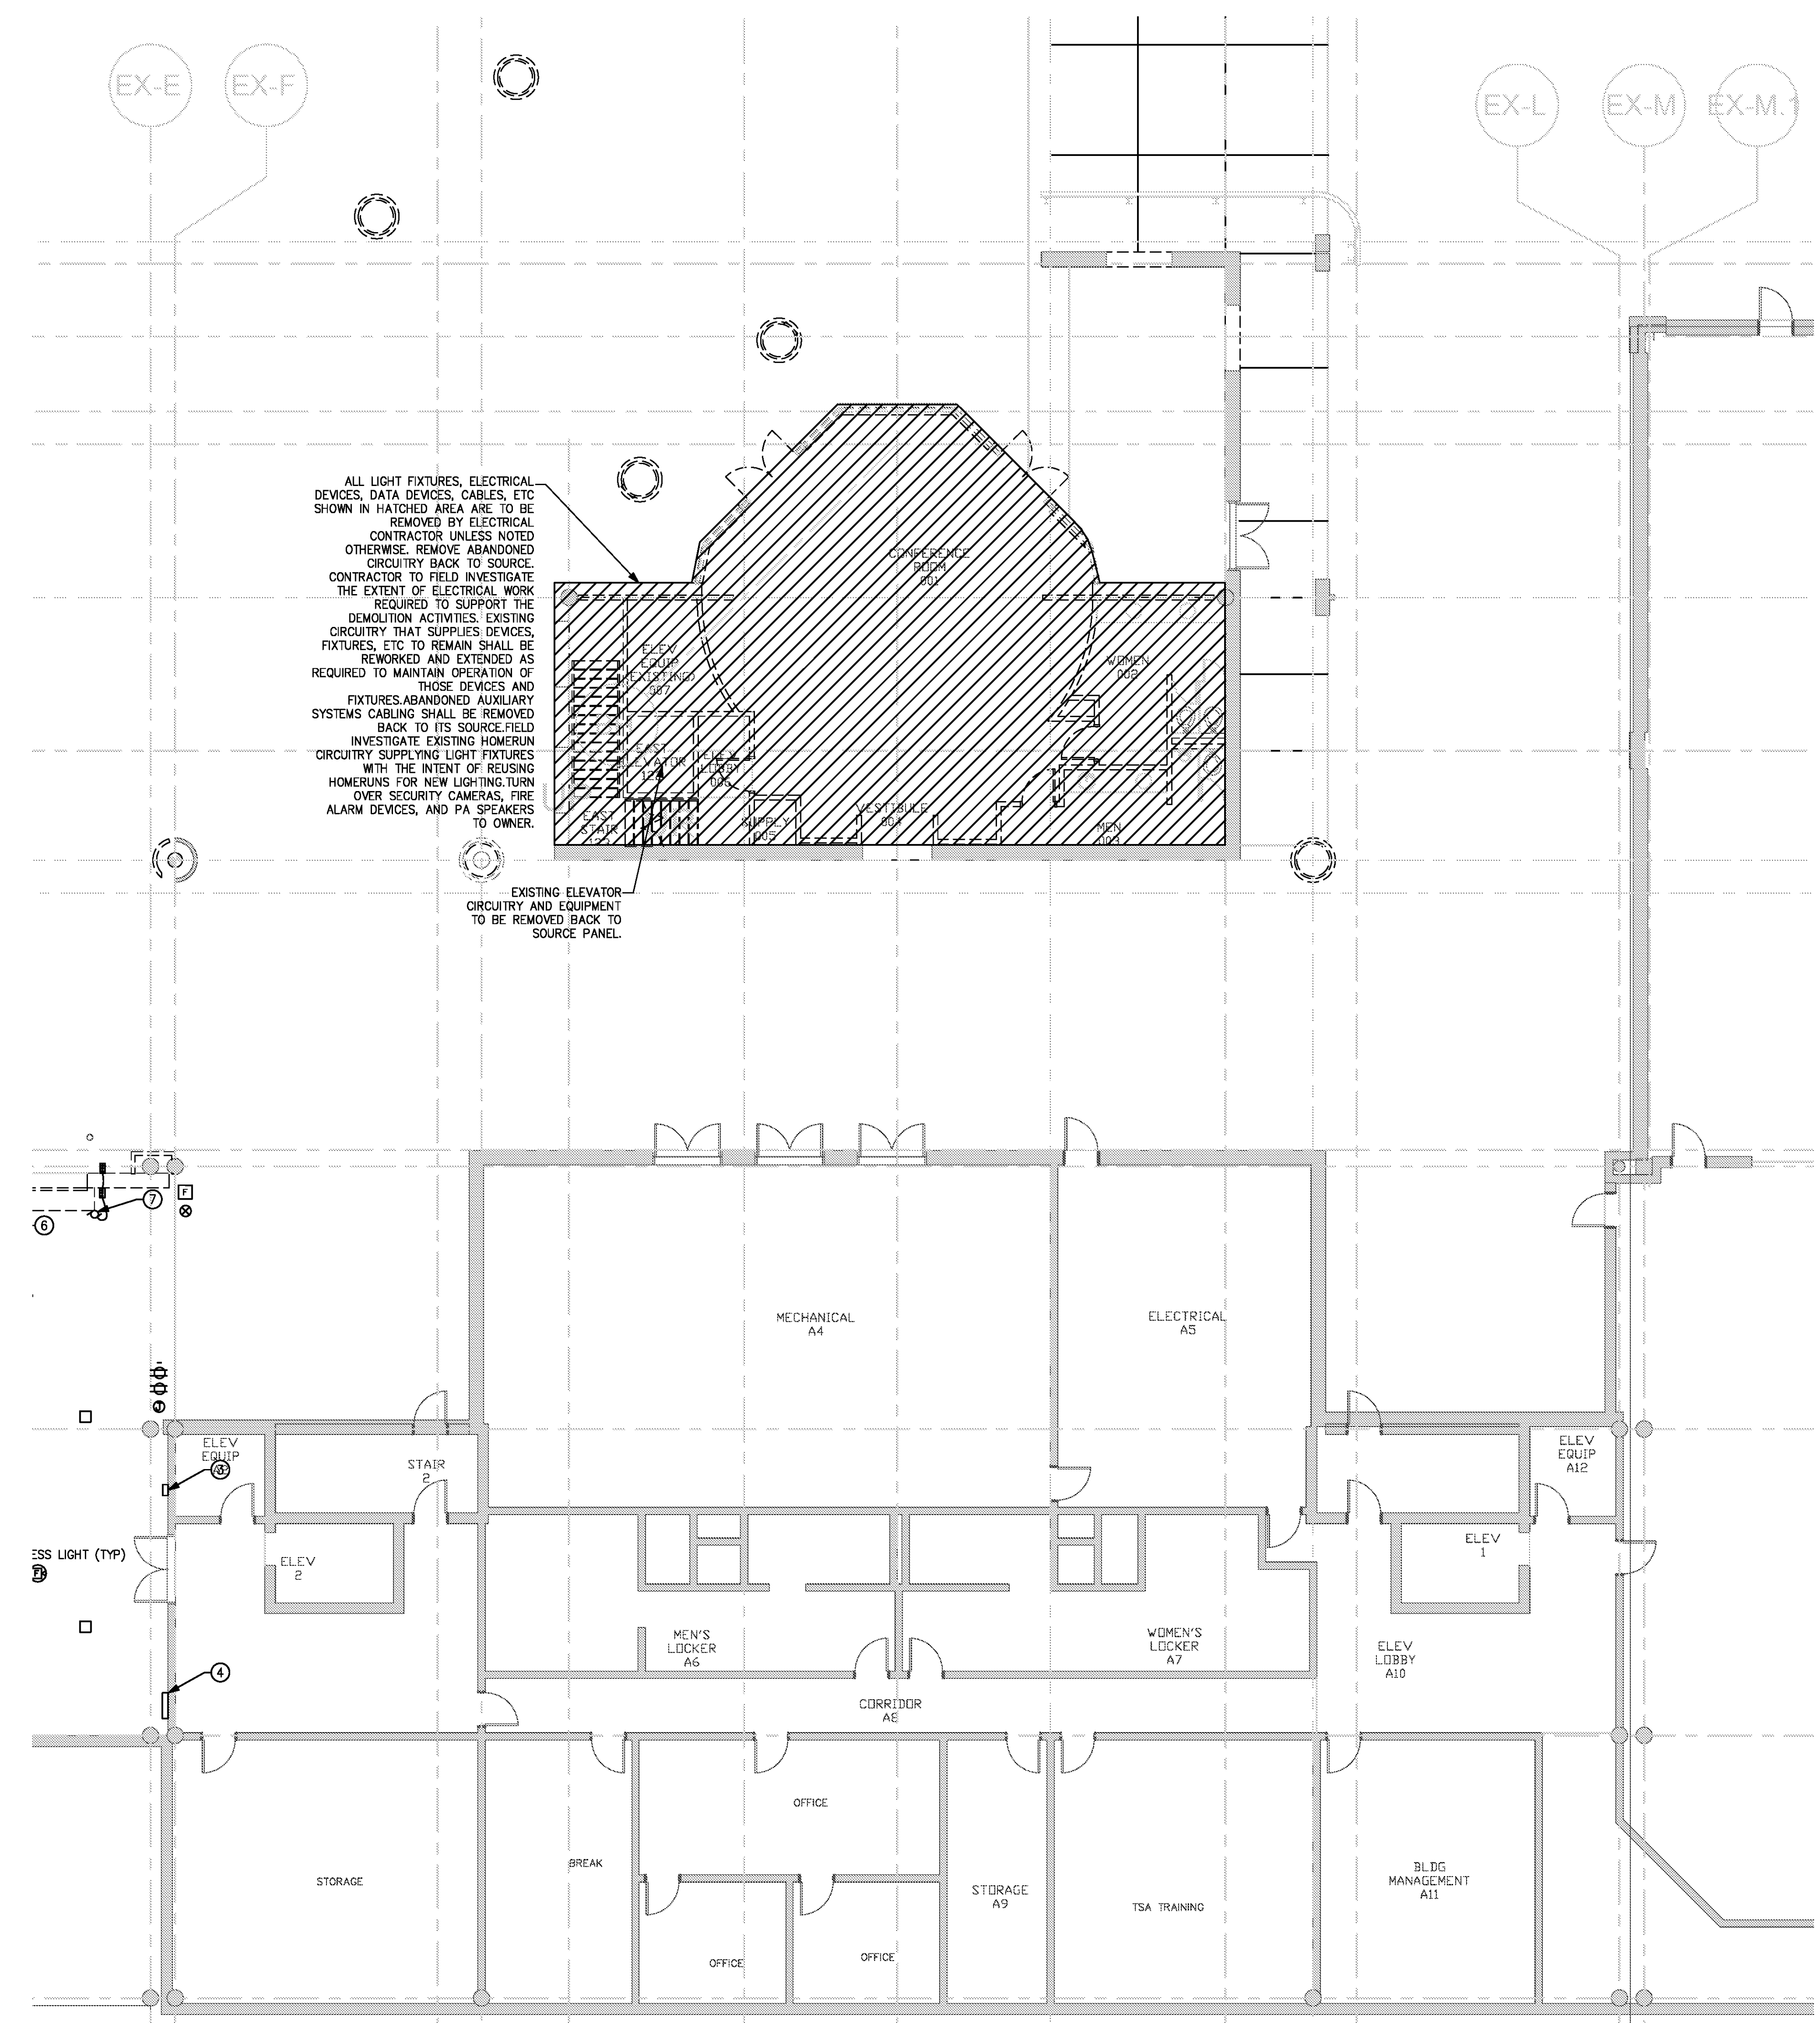 EX-E
EX-F
EX-L
EX-M
EX-M.1
ALL LIGHT FIXTURES, ELECTRICAL
DEVICES, DATA DEVICES, CABLES, ETC
SHOWN IN HATCHED AREA ARE TO BE
REMOVED BY ELECTRICAL
CONTRACTOR UNLESS NOTED
OTHERWISE. REMOVE ABANDONED
CIRCUITRY BACK TO SOURCE.
CONTRACTOR TO FIELD INVESTIGATE
THE EXTENT OF ELECTRICAL WORK
REQUIRED TO SUPPORT THE
DEMOLITION ACTIVITIES. EXISTING
CIRCUITRY THAT SUPPLIES DEVICES,
FIXTURES, ETC TO REMAIN SHALL BE
REWORKED AND EXTENDED AS
REQUIRED TO MAINTAIN OPERATION OF
THOSE DEVICES AND
FIXTURES.ABANDONED AUXILIARY
SYSTEMS CABLING SHALL BE REMOVED
BACK TO ITS SOURCE.FIELD
INVESTIGATE EXISTING HOMERUN
CIRCUITRY SUPPLYING LIGHT FIXTURES
WITH THE INTENT OF REUSING
HOMERUNS FOR NEW LIGHTING.TURN
OVER SECURITY CAMERAS, FIRE
ALARM DEVICES, AND PA SPEAKERS
TO OWNER.
CONFERENCE
ROOM
001
ELEV
EQUIP
(EXISTING)
007
WOMEN
002
EAST
ELEVATOR
ELEV
LOBBY
006
EAST
STAIR
SUPPLY
005
VESTIBULE
004
MEN
003
EXISTING ELEVATOR
CIRCUITRY AND EQUIPMENT
TO BE REMOVED BACK TO
SOURCE PANEL.
7
F
6
MECHANICAL
A4
ELECTRICAL
A5
J
ELEV
EQUIP
3
STAIR
2
ELEV
EQUIP
A12
ESS LIGHT (TYP)
F
ELEV
2
ELEV
1
MEN'S
LOCKER
A6
WOMEN'S
LOCKER
A7
ELEV
LOBBY
A10
4
CORRIDOR
A8
OFFICE
STORAGE
BREAK
STORAGE
A9
TSA TRAINING
BLDG
MANAGEMENT
A11
OFFICE
OFFICE